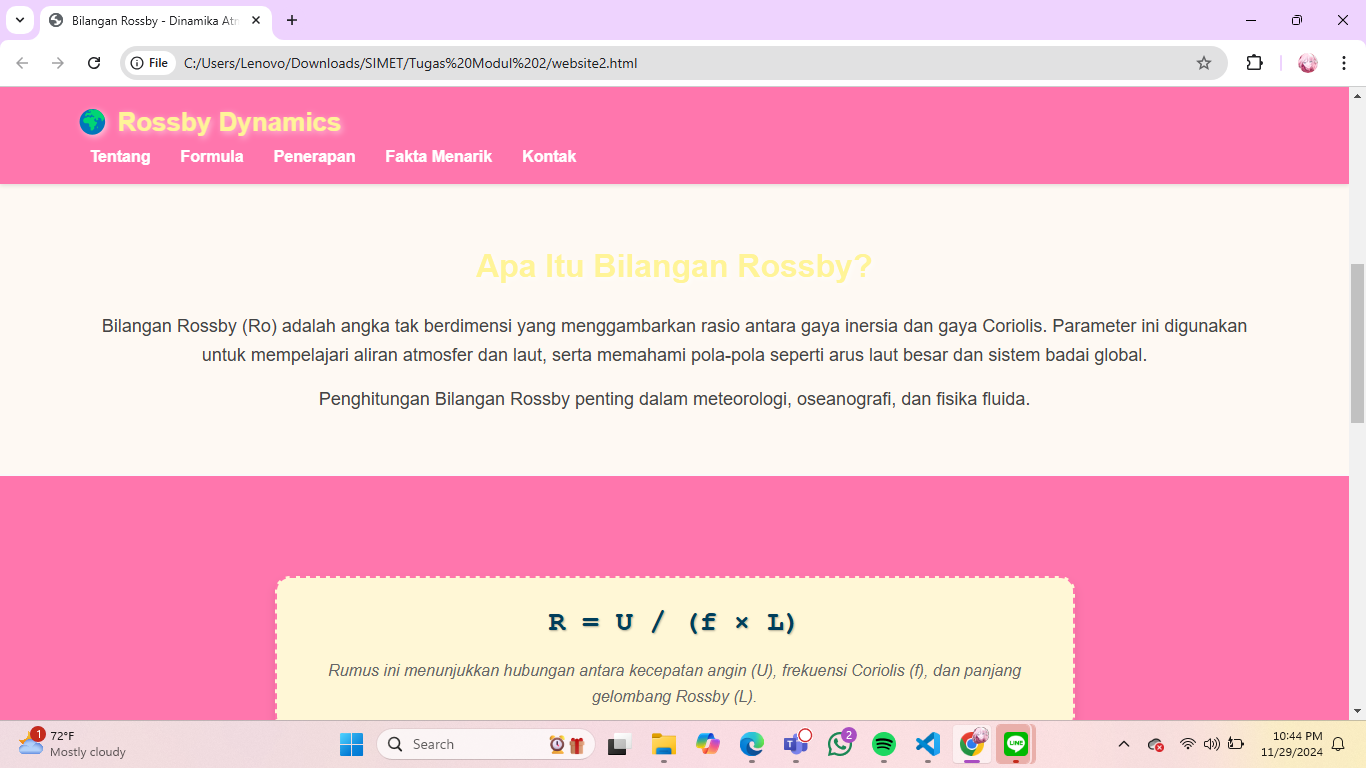 Bilangan Rossby - Dinamika Atn
File
C:/Users/Lenovo/Downloads/SIMET/Tugas%20Modul%202/website2.html
Rossby Dynamics
Tentang Formula Penerapan Fakta Menarik Kontak
Apa Itu Bilangan Rossby?
Bilangan Rossby (Ro) adalah angka tak berdimensi yang menggambarkan rasio antara gaya inersia dan gaya Coriolis. Parameter ini digunakan
untuk mempelajari aliran atmosfer dan laut, serta memahami pola-pola seperti arus laut besar dan sistem badai global.
Penghitungan Bilangan Rossby penting dalam meteorologi, oseanografi, dan fisika fluida.
R = U / (f × L)
Rumus ini menunjukkan hubungan antara kecepatan angin (U), frekuensi Coriolis (f), dan panjang
gelombang Rossby (L).
1
72°F
Mostly cloudy
Search
2
LINE
10:44 PM
11/29/2024